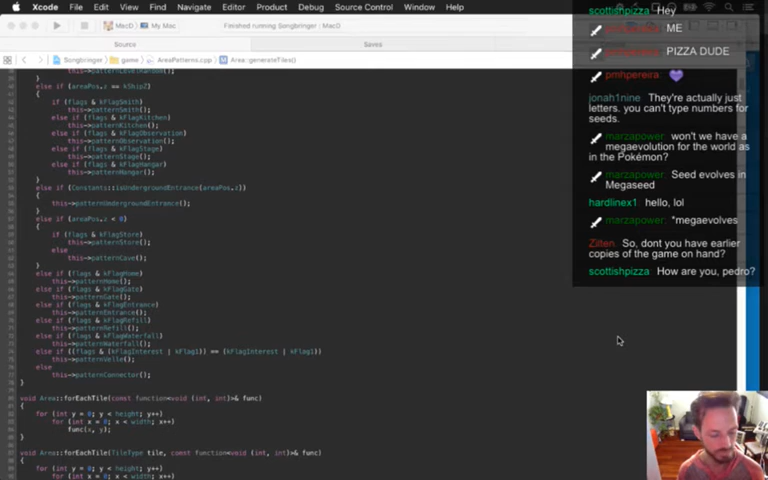 Xcode File Edit View Find Navigate Editor Product Debug Source Control Window Help
MacD My Mac Finished running Songbringer : MacD
Source Saves
Songbringer game AreaPatterns.cpp Area::generateTiles()
else if (areaPos.z == kShipZ)
{
if (flags & kFlagSmith)
this->patternSmith();
else if (flags & kFlagKitchen)
this->patternKitchen();
else if (flags & kFlagObservation)
this->patternObservation();
else if (flags & kFlagStage)
this->patternStage();
else if (flags & kFlagHangar)
this->patternHangar();
}
else if (Constants::isUndergroundEntrance(areaPos.z))
{
this->patternUndergroundEntrance();
}
else if (areaPos.z < 0)
{
if (flags & kFlagStore)
this->patternStore();
else
this->patternCave();
}
else if (flags & kFlagHome)
this->patternHome();
else if (flags & kFlagGate)
this->patternGate();
else if (flags & kFlagEntrance)
this->patternEntrance();
else if (flags & kFlagRefill)
this->patternRefill();
else if (flags & kFlagWaterfall)
this->patternWaterfall();
else if ((flags & (kFlagInterest | kFlag1)) == (kFlagInterest | kFlag1))
this->patternVelle();
else
this->patternConnector();
}
void Area::forEachTile(const function<void (int, int)>& func)
{
for (int y = 0; y < height; y++)
for (int x = 0; x < width; x++)
func(x, y);
}
void Area::forEachTile(TileType tile, const function<void (int, int)>& func)
{
for (int y = 0; y < height; y++)
for (int x = 0; x < width; x++)
scottishpizza Hey
ME
PIZZA DUDE
pmhpereira
jonah1nine They're actually just
letters. you can't type numbers for
seeds.
marzapower won't we have a
megaevolution for the world as
in the Pokémon?
marzapower Seed evolves in
Megaseed
hardlinex1 hello, lol
marzapower *megaevolves
Zilten So, dont you have earlier
copies of the game on hand?
scottishpizza How are you, pedro?